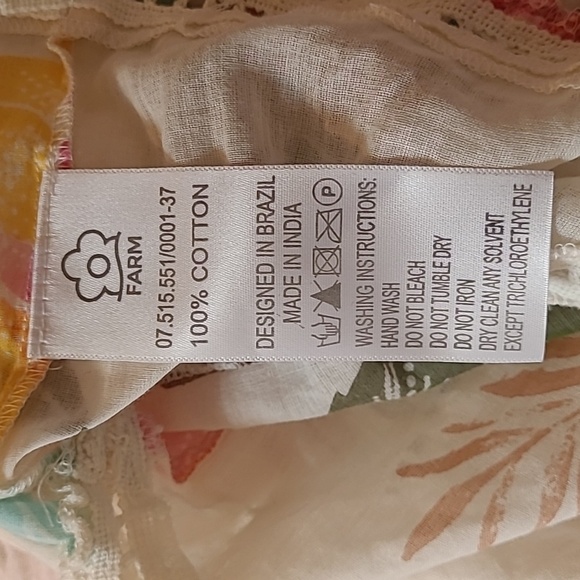 FARM
07.515.551/0001-37
100% COTTON
DESIGNED IN BRAZIL
MADE IN INDIA
P
WASHING INSTRUCTIONS:
HAND WASH
DO NOT BLEACH
DO NOT TUMBLE DRY
DO NOT IRON
DRY CLEAN ANY SOLVENT
EXCEPT TRICHLOROETHYLENE